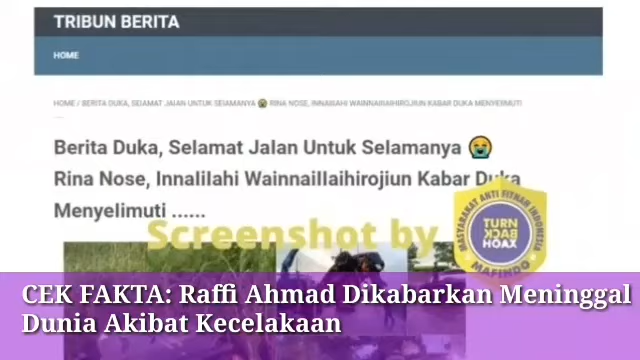 TRIBUN BERITA
HOME
HOME / BERITA DUKA, SELAMAT JALAN UNTUK SELAMANYA 😭 RINA NOSE, INNALILAHI WAINNAILLAIHIROJIIUN KABAR DUKA MENYELIMUTI
Berita Duka, Selamat Jalan Untuk Selamanya 😭
Rina Nose, Innalilahi Wainnaillaihirojiun Kabar Duka
Menyelimuti ......
Screenshot by
MASYARAKAT ANTI FITNAH INDONESIA
TURN
BACK
HOAX
MAFINDO
CEK FAKTA: Raffi Ahmad Dikabarkan Meninggal
Dunia Akibat Kecelakaan